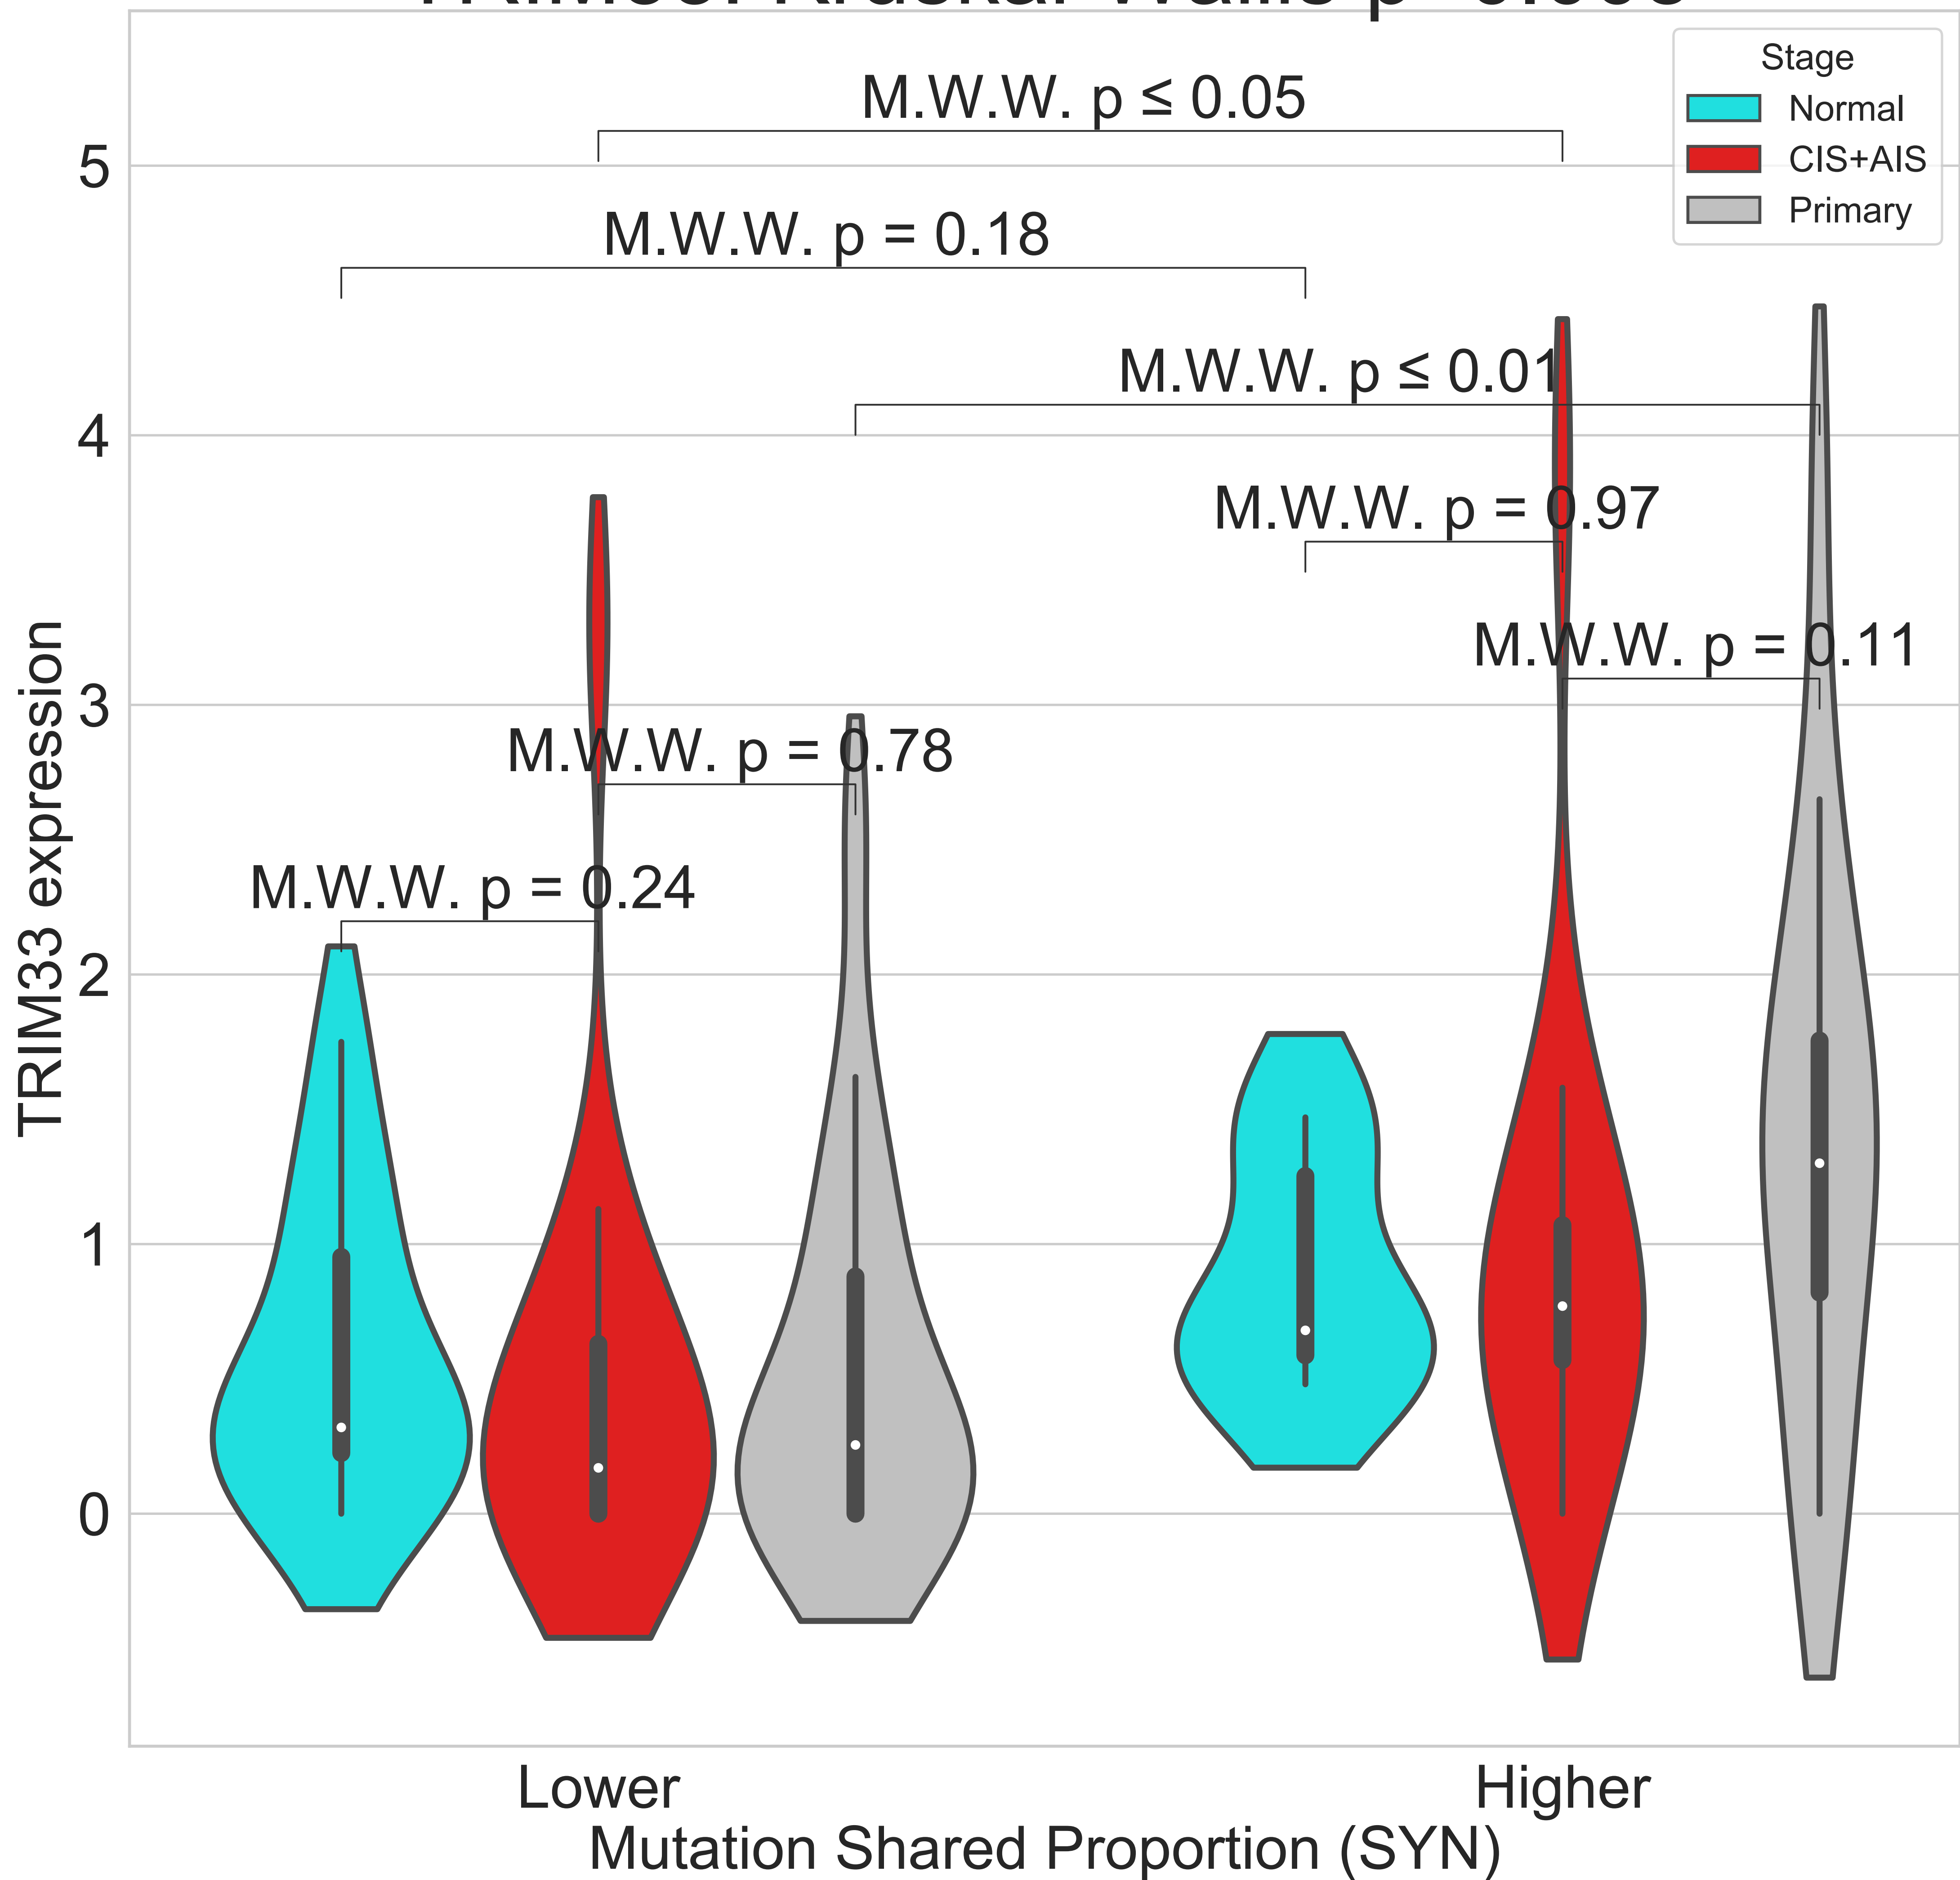 Stage
Normal
CIS+AIS
Primary
M.W.W. p ≤ 0.05
M.W.W. p = 0.18
M.W.W. p ≤ 0.01
M.W.W. p = 0.97
M.W.W. p = 0.11
M.W.W. p = 0.78
M.W.W. p = 0.24
TRIM33 expression
5
4
3
2
1
0
Lower
Higher
Mutation Shared Proportion (SYN)